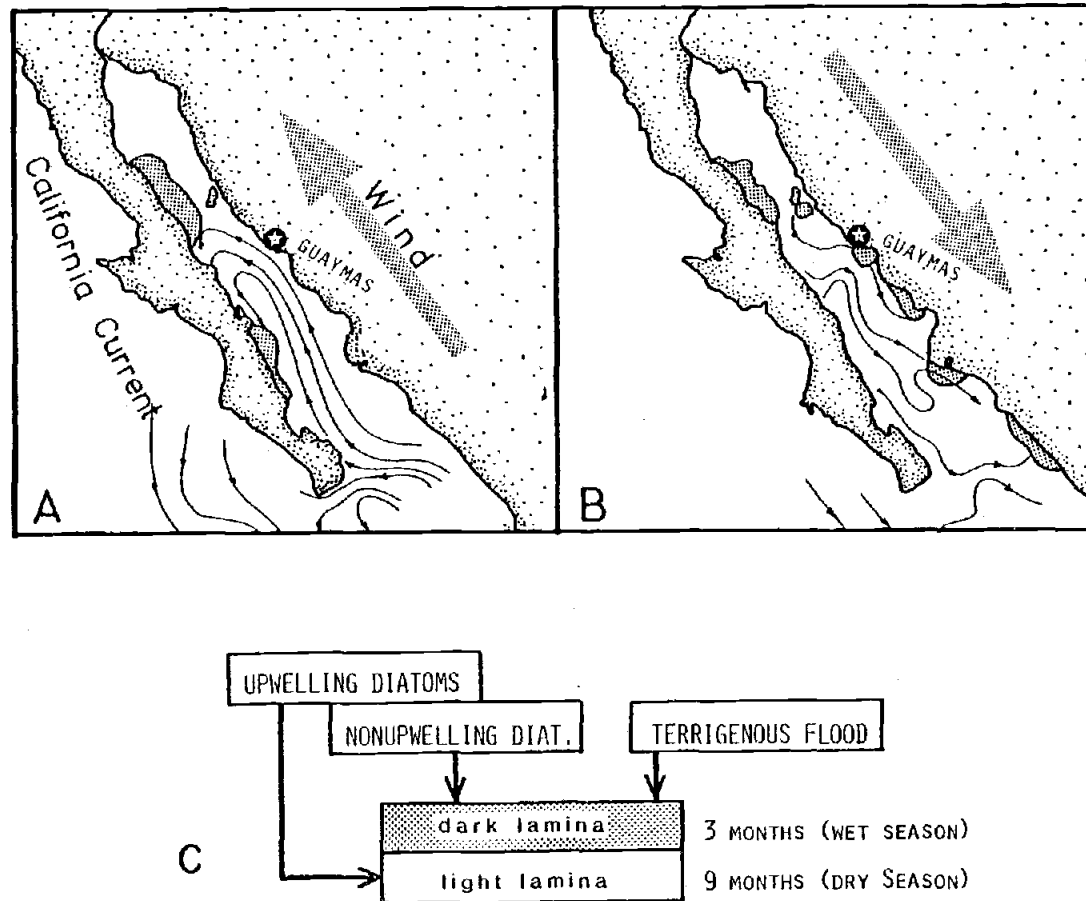 California Current
Wind
GUAYMAS
A
GUAYMAS
B
UPWELLING DIATOMS
NONUPWELLING DIAT.
TERRIGENOUS FLOOD
dark lamina
3 MONTHS (WET SEASON)
C
light lamina
9 MONTHS (DRY SEASON)